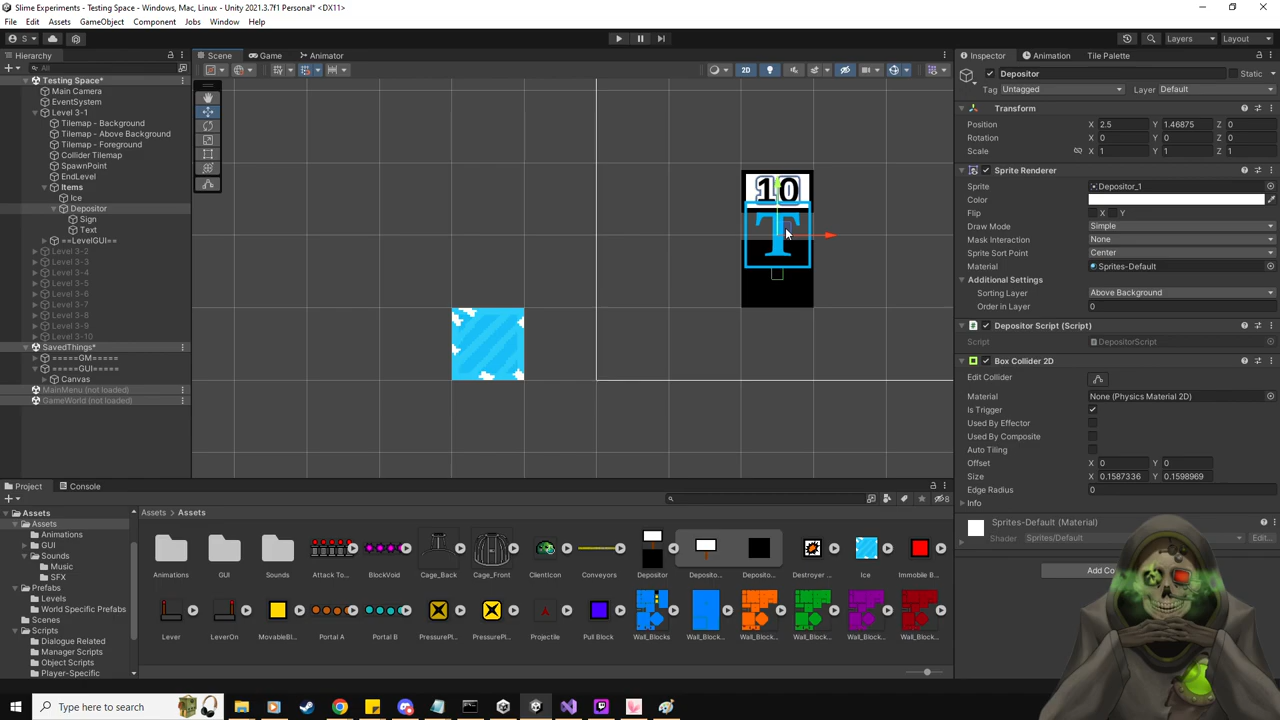 Slime Experiments - Testing Space - Windows, Mac, Linux - Unity 2021.3.7f1 Personal* <DX11>
File Edit Assets GameObject Component Jobs Window Help
S
Layers Layout
Hierarchy
Scene Game Animator
Inspector Animation Tile Palette
All
2D
Testing Space*
Main Camera
EventSystem
Level 3-1
Tilemap - Background
Tilemap - Above Background
Tilemap - Foreground
Collider Tilemap
SpawnPoint
EndLevel
Items
Ice
Depositor
Sign
Text
==LevelGUI==
Level 3-2
Level 3-3
Level 3-4
Level 3-5
Level 3-6
Level 3-7
Level 3-8
Level 3-9
Level 3-10
SavedThings*
=====GM=====
=====GUI=====
Canvas
MainMenu (not loaded)
GameWorld (not loaded)
10
T
Depositor Static
Tag Untagged Layer Default
Transform
Position X 2.5 Y 1.46875 Z 0
Rotation X 0 Y 0 Z 0
Scale X 1 Y 1 Z 1
Sprite Renderer
Sprite Depositor_1
Color
Flip X Y
Draw Mode Simple
Mask Interaction None
Sprite Sort Point Center
Material Sprites-Default
Additional Settings
Sorting Layer Above Background
Order in Layer 0
Depositor Script (Script)
Script DepositorScript
Box Collider 2D
Edit Collider
Material None (Physics Material 2D)
Is Trigger
Used By Effector
Used By Composite
Auto Tiling
Offset X 0 Y 0
Size X 0.1587336 Y 0.1598969
Edge Radius 0
Info
Sprites-Default (Material)
Shader Sprites/Default Edit...
Add Co
Project Console
8
Assets
Assets
Animations
GUI
Sounds
Music
SFX
Prefabs
Levels
World Specific Prefabs
Scenes
Scripts
Dialogue Related
Manager Scripts
Object Scripts
Player-Specific
Assets > Assets
Animations GUI Sounds Attack To... BlockVoid Cage_Back Cage_Front ClientIcon Conveyors Depositor Deposito... Deposito... Destroyer ... Ice Immobile B...
Lever LeverOn MovableBl... Portal A Portal B PressurePl... PressurePl... Projectile Pull Block Wall_Blocks Wall_Block... Wall_Block... Wall_Block... Wall_Block... Wall_Block...
Type here to search